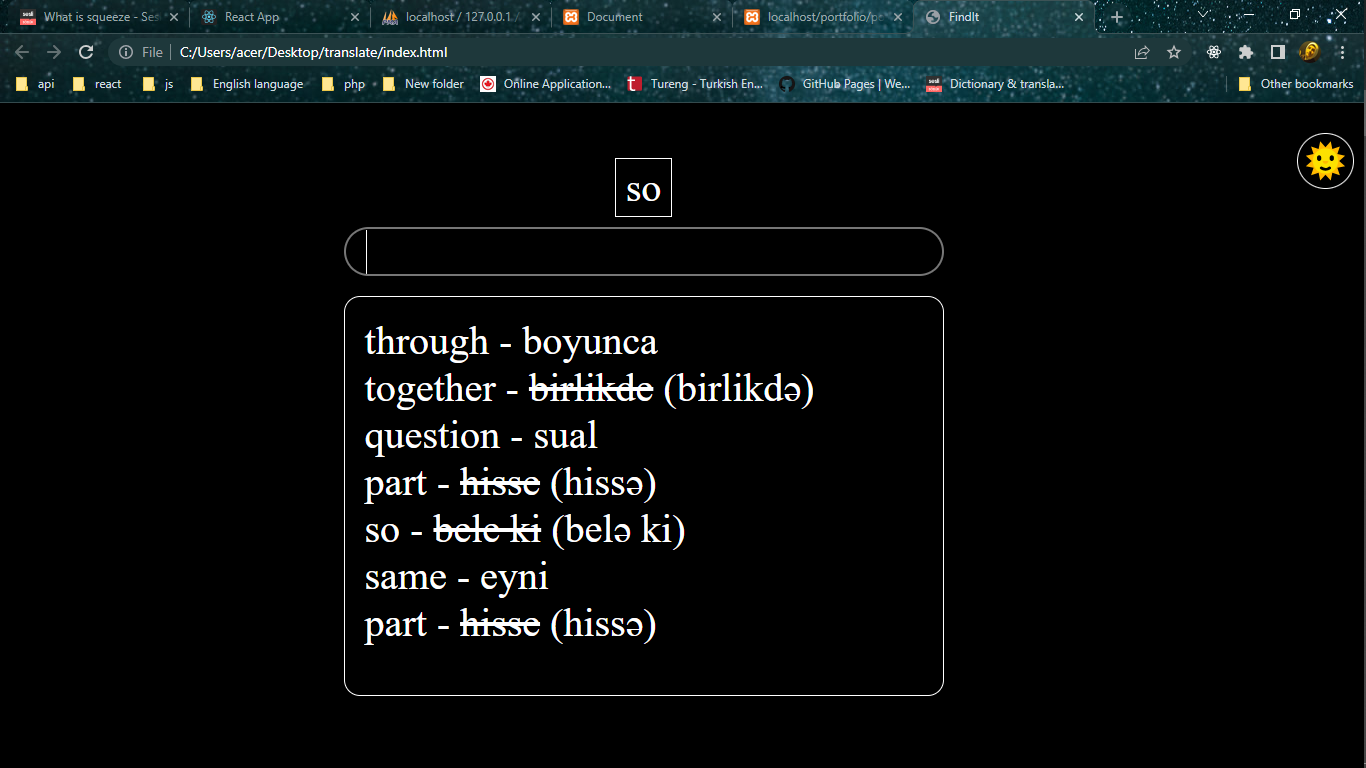 What is squeeze - Ses
React App
localhost / 127.0.0.1 /
Document
localhost/portfolio/p
FindIt
File
C:/Users/acer/Desktop/translate/index.html
api
react
js
English language
php
New folder
Online Application...
Tureng - Turkish En...
GitHub Pages | We...
Dictionary & transla...
Other bookmarks
so
through - boyunca
together - birlikde (birlikdə)
question - sual
part - hisse (hissə)
so - bele ki (belə ki)
same - eyni
part - hisse (hissə)